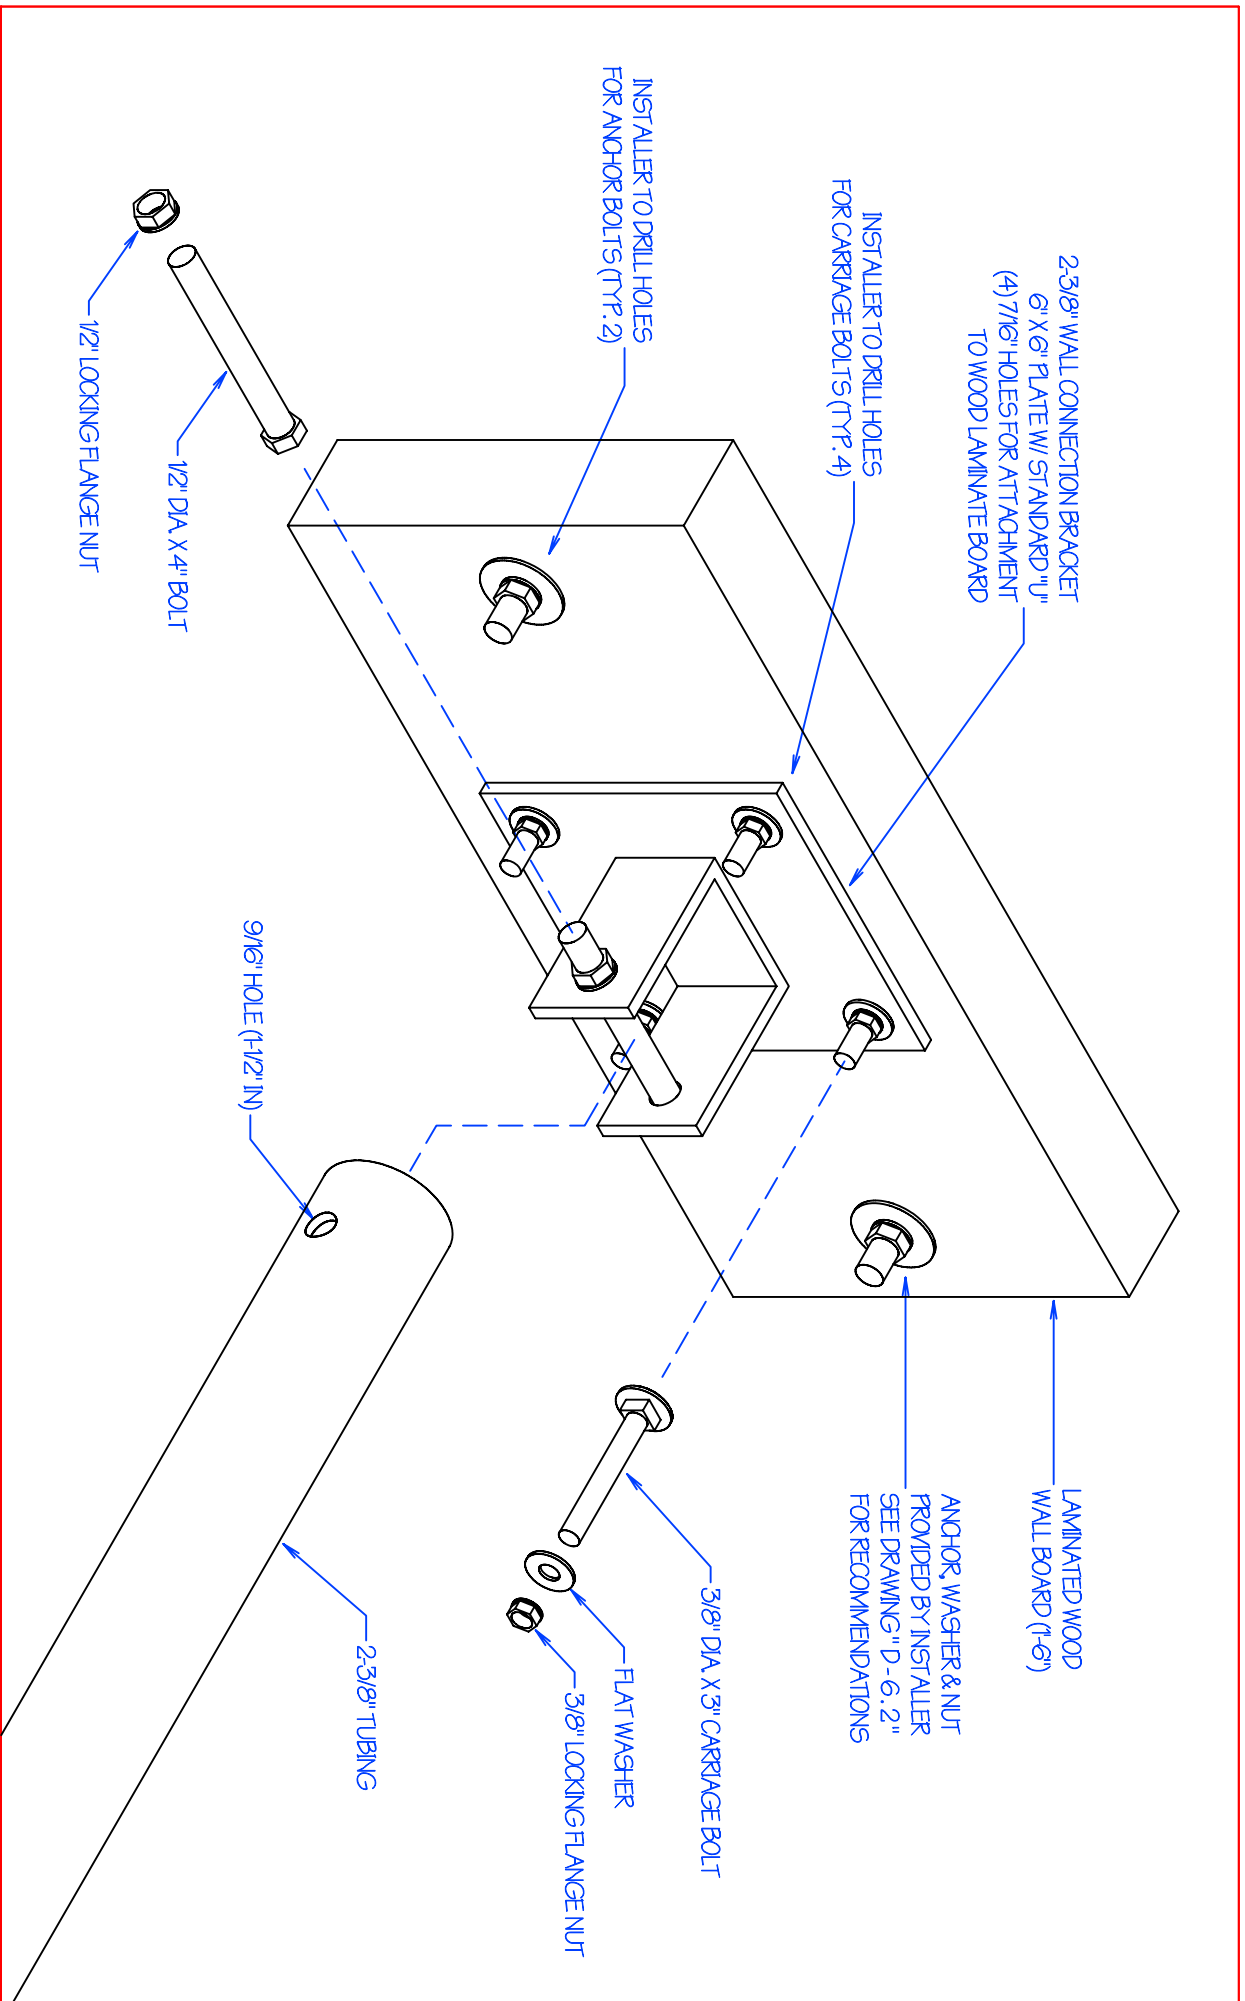 2-3/8" WALL CONNECTION BRACKET
6" X 6" PLATE W/ STANDARD "U"
(4) 7/16" HOLES FOR ATTACHMENT
TO WOOD LAMINATE BOARD
INSTALLER TO DRILL HOLES
FOR CARRIAGE BOLTS (TYP. 4)
INSTALLER TO DRILL HOLES
FOR ANCHOR BOLTS (TYP. 2)
1/2" DIA. X 4" BOLT
1/2" LOCKING FLANGE NUT
9/16" HOLE (1-1/2" IN)
LAMINATED WOOD
WALL BOARD (1'-6")
ANCHOR, WASHER & NUT
PROVIDED BY INSTALLER
SEE DRAWING "D-6.2"
FOR RECOMMENDATIONS
3/8" DIA. X 3" CARRIAGE BOLT
FLAT WASHER
3/8" LOCKING FLANGE NUT
2-3/8" TUBING